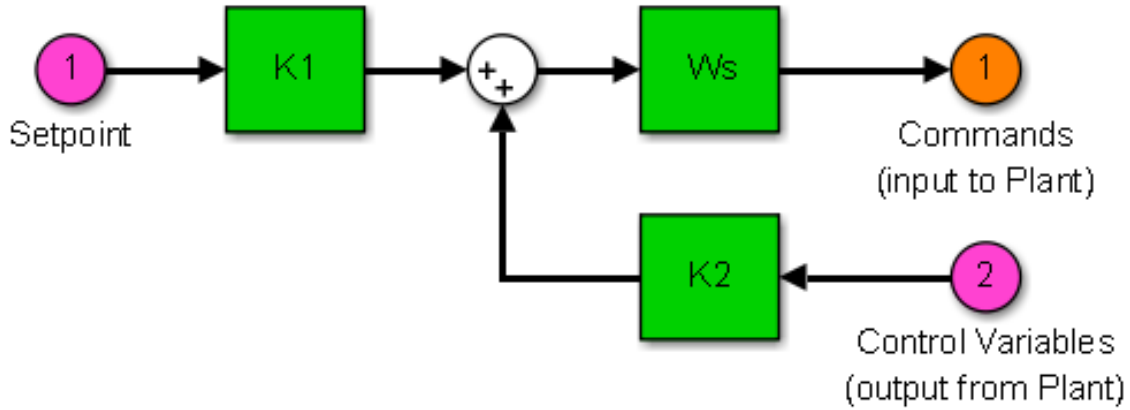 1
K1
+
+
Ws
1
Setpoint
Commands
(input to Plant)
K2
2
Control Variables
(output from Plant)